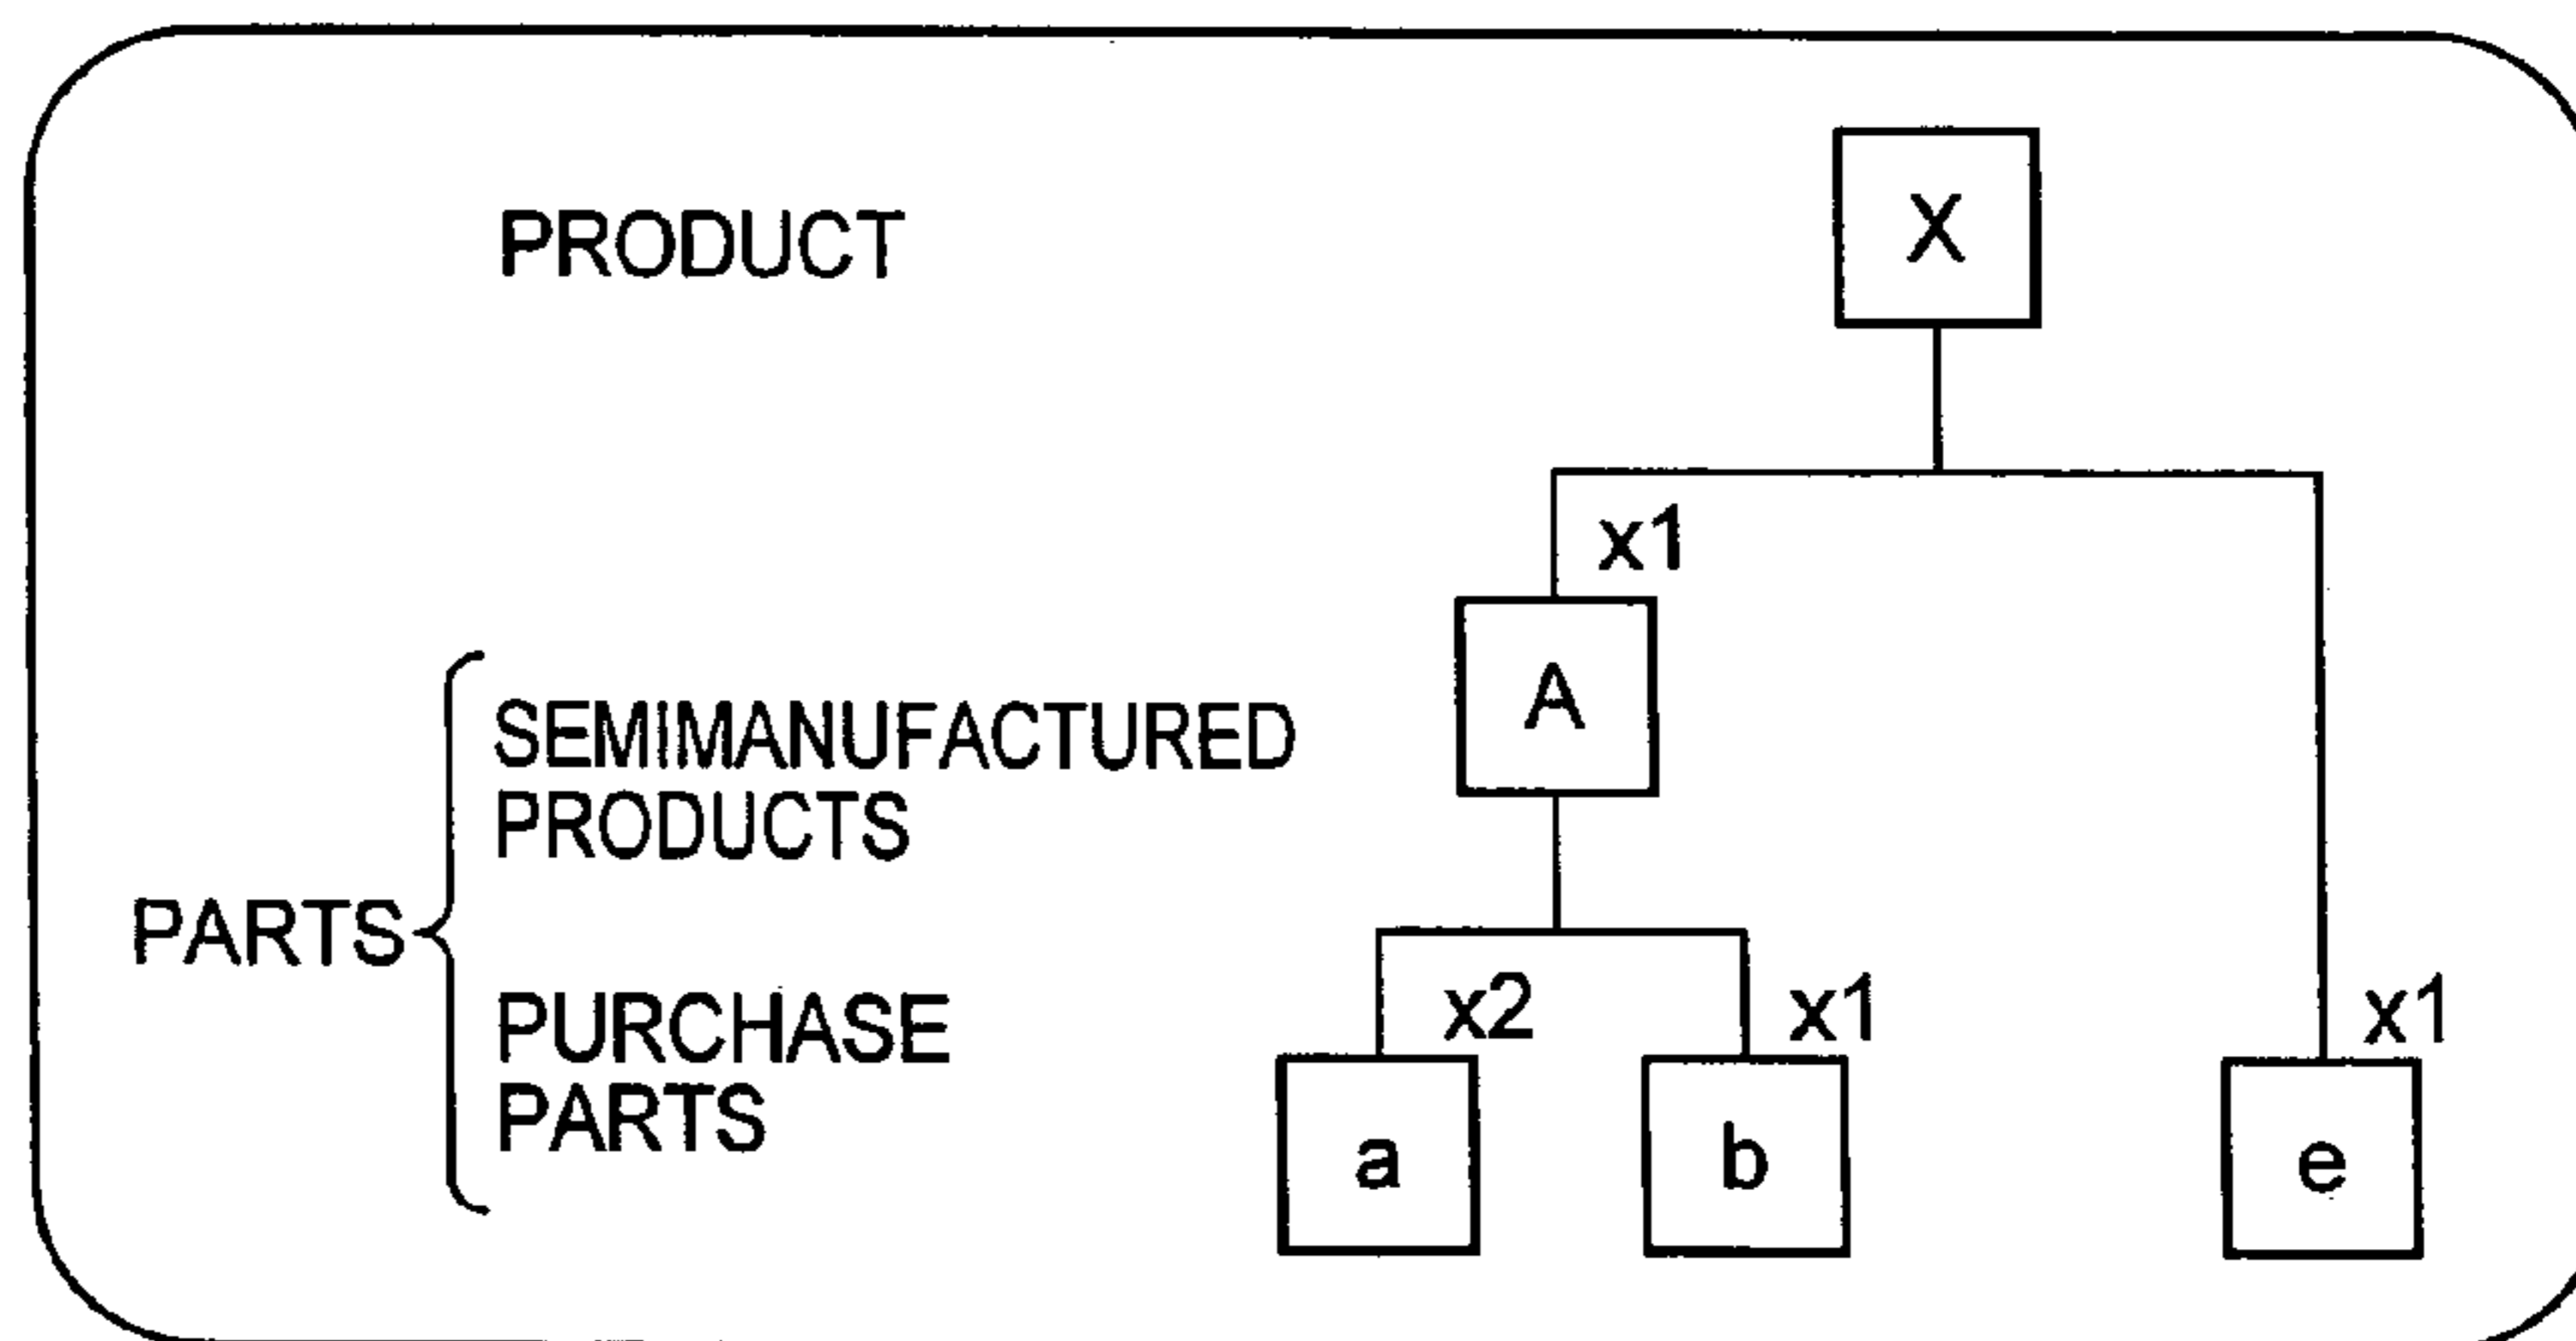 PRODUCT
X
x1
A
SEMIMANUFACTURED
PRODUCTS
PARTS
PURCHASE
PARTS
x2
x1
x1
a
b
e